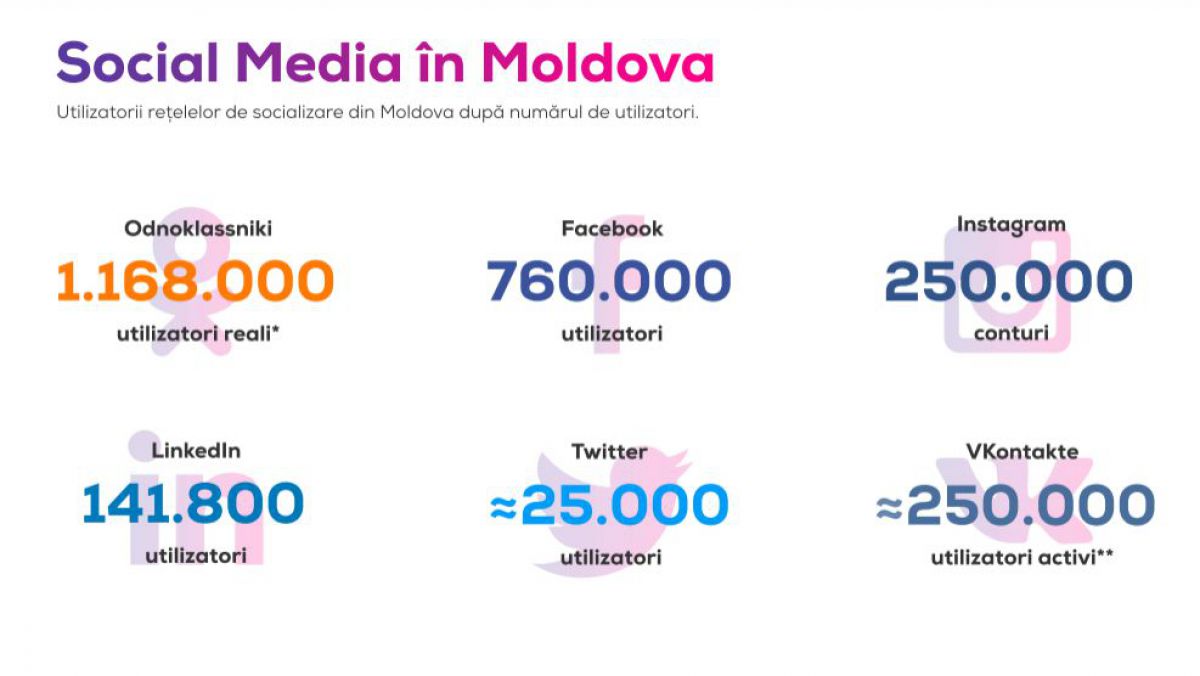 Social Media în Moldova
Utilizatorii rețelelor de socializare din Moldova după numărul de utilizatori.
Odnoklassniki
1.168.000
utilizatori reali*
Facebook
760.000
utilizatori
Instagram
250.000
conturi
LinkedIn
141.800
utilizatori
Twitter
≈25.000
utilizatori
VKontakte
≈250.000
utilizatori activi**